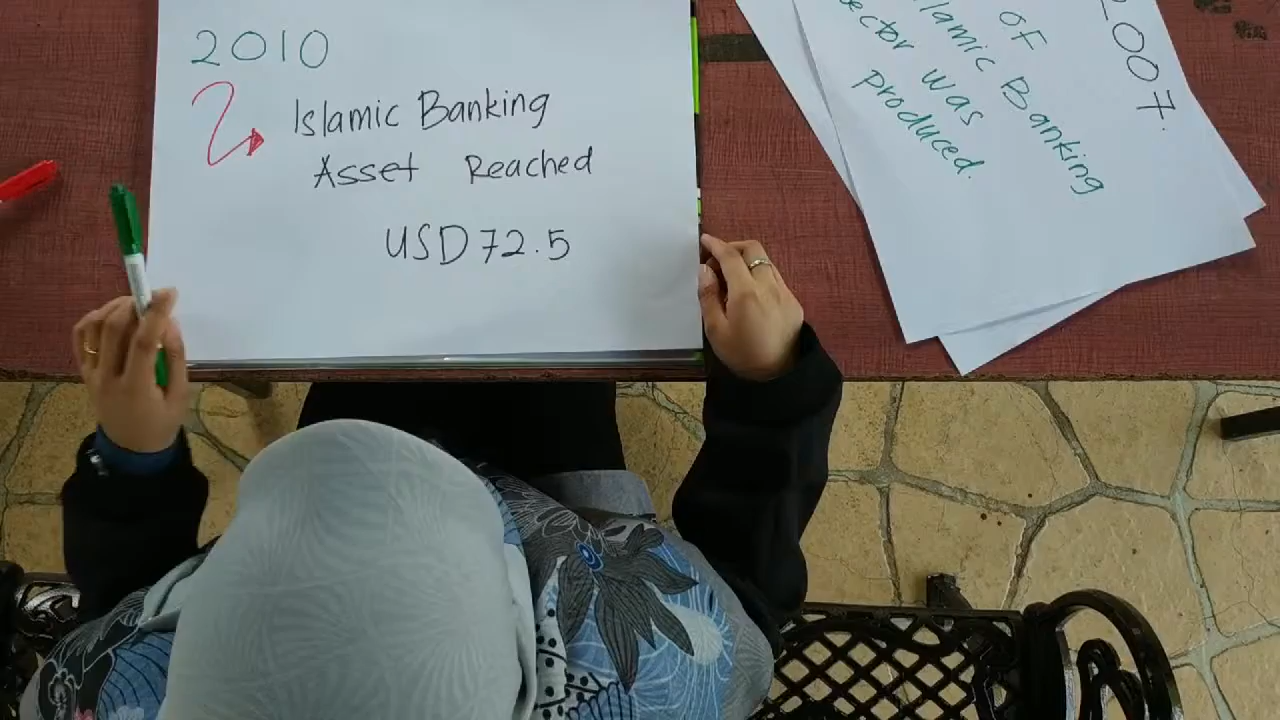 2010
Islamic Banking
Asset Reached
USD72.5
2007.
of
Islamic Banking
sector was
produced.